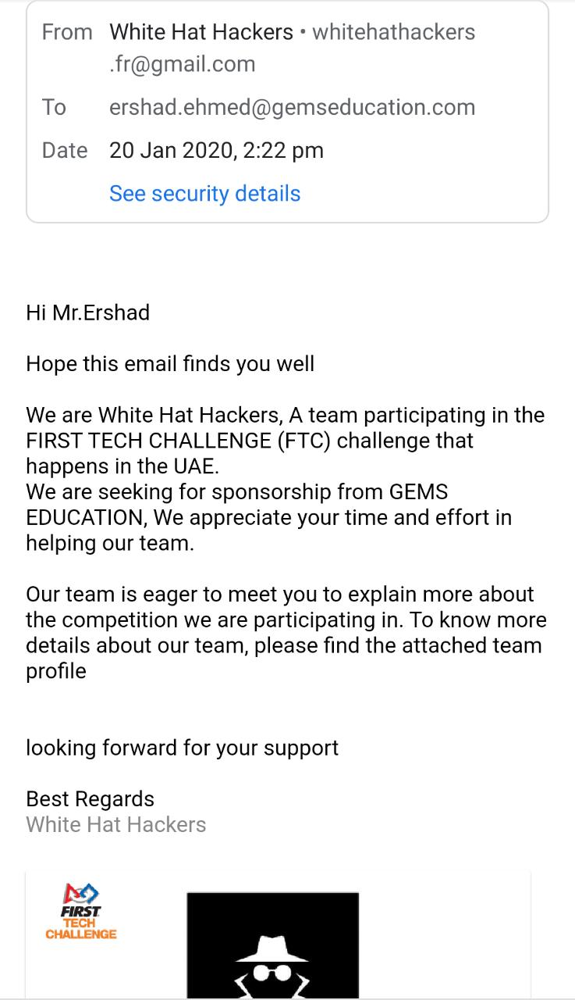 From White Hat Hackers • whitehathackers
.fr@gmail.com
To ershad.ehmed@gemseducation.com
Date 20 Jan 2020, 2:22 pm
See security details
Hi Mr.Ershad
Hope this email finds you well
We are White Hat Hackers, A team participating in the
FIRST TECH CHALLENGE (FTC) challenge that
happens in the UAE.
We are seeking for sponsorship from GEMS
EDUCATION, We appreciate your time and effort in
helping our team.
Our team is eager to meet you to explain more about
the competition we are participating in. To know more
details about our team, please find the attached team
profile
looking forward for your support
Best Regards
White Hat Hackers
FIRST
TECH
CHALLENGE